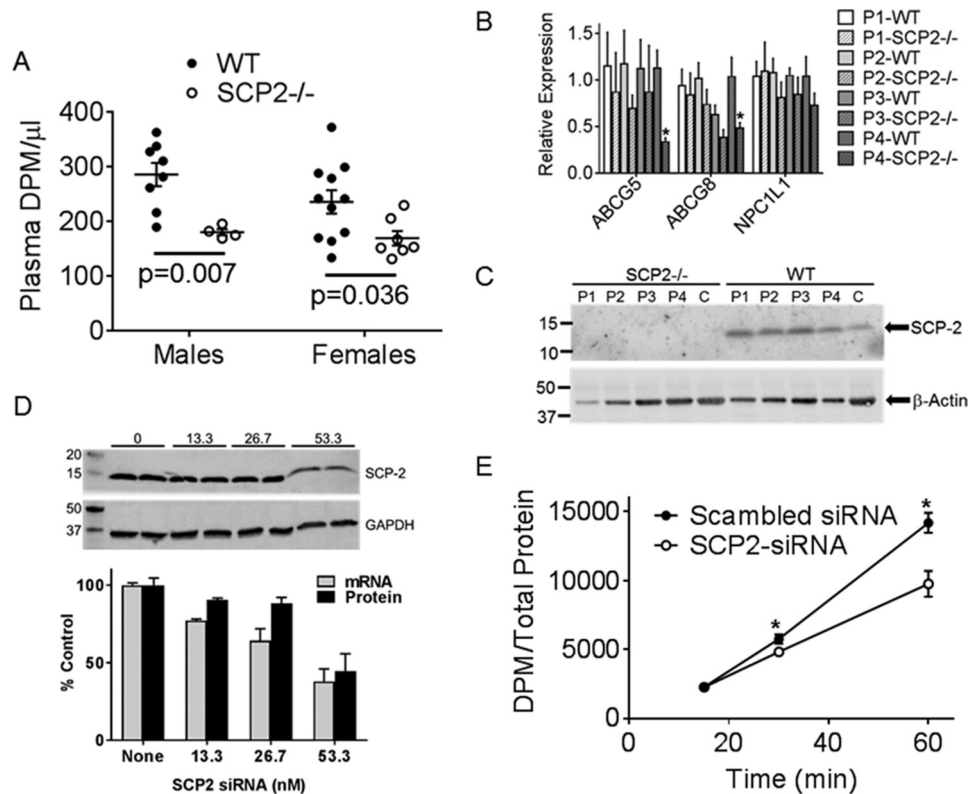 A
WT
SCP2-/-
Plasma DPM/µl
400
300
200
100
0
p=0.007
p=0.036
Males
Females
B
Relative Expression
1.5
1.0
0.5
0.0
*
*
ABCG5
ABCG8
NPC1L1
P1-WT
P1-SCP2-/-
P2-WT
P2-SCP2-/-
P3-WT
P3-SCP2-/-
P4-WT
P4-SCP2-/-
C
SCP2-/- WT
P1 P2 P3 P4 C P1 P2 P3 P4 C
15
10
SCP-2
50
37
β-Actin
D
0 13.3 26.7 53.3
20
15
SCP-2
50
37
GAPDH
% Control
100
50
0
mRNA
Protein
None 13.3 26.7 53.3
SCP2 siRNA (nM)
E
DPM/Total Protein
15000
10000
5000
0
Scambled siRNA
SCP2-siRNA
*
*
0 20 40 60
Time (min)